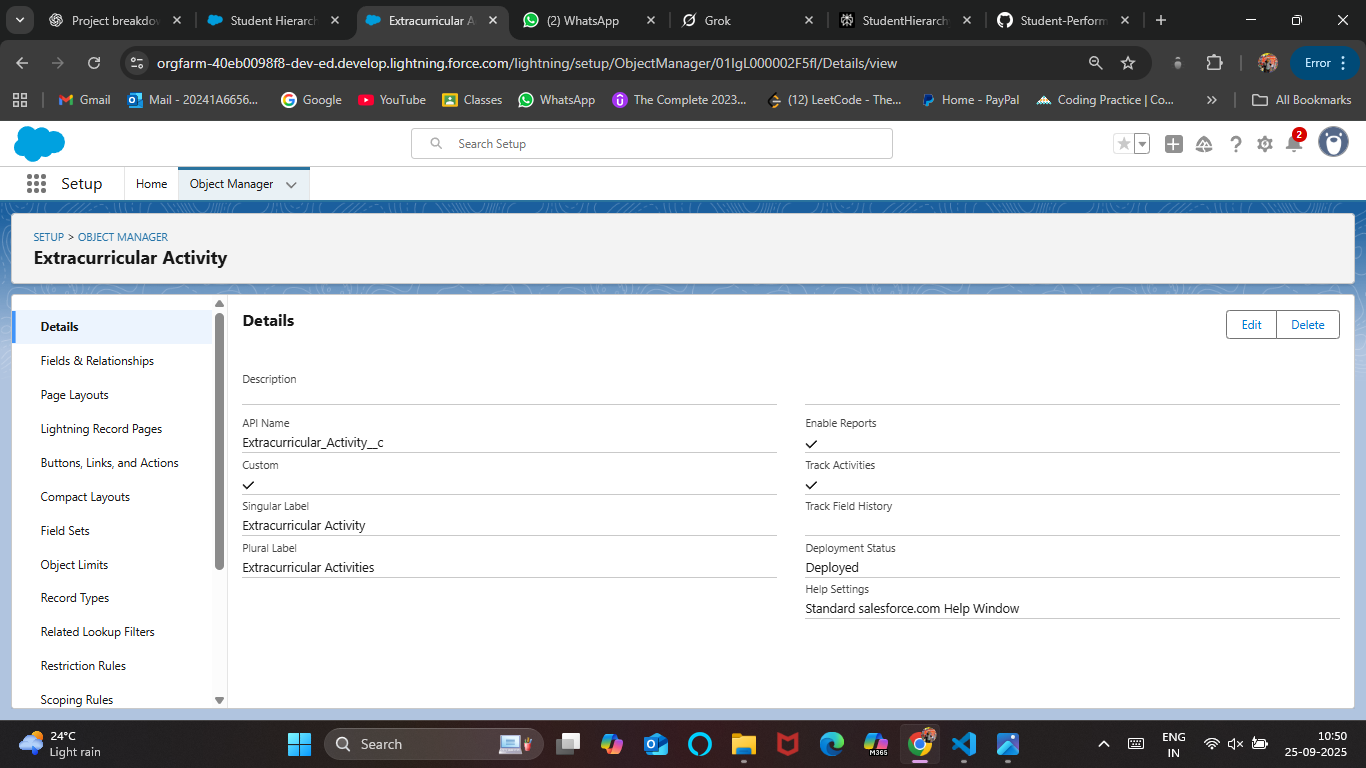 Project breakdov
Student Hierarch
Extracurricular A
(2) WhatsApp
Grok
StudentHierarch
Student-Perform
orgfarm-40eb0098f8-dev-ed.develop.lightning.force.com/lightning/setup/ObjectManager/01IgL000002F5fl/Details/view
Error
Gmail
Mail - 20241A6656...
Google
YouTube
Classes
WhatsApp
The Complete 2023...
(12) LeetCode - The...
Home - PayPal
Coding Practice | Co...
All Bookmarks
Search Setup
2
Setup
Home
Object Manager
SETUP > OBJECT MANAGER
Extracurricular Activity
Details
Fields & Relationships
Page Layouts
Lightning Record Pages
Buttons, Links, and Actions
Compact Layouts
Field Sets
Object Limits
Record Types
Related Lookup Filters
Restriction Rules
Scoping Rules
Details
Edit
Delete
Description
API Name
Extracurricular_Activity__c
Custom
Singular Label
Extracurricular Activity
Plural Label
Extracurricular Activities
Enable Reports
Track Activities
Track Field History
Deployment Status
Deployed
Help Settings
Standard salesforce.com Help Window
24°C
Light rain
Search
M365
ENG
IN
10:50
25-09-2025